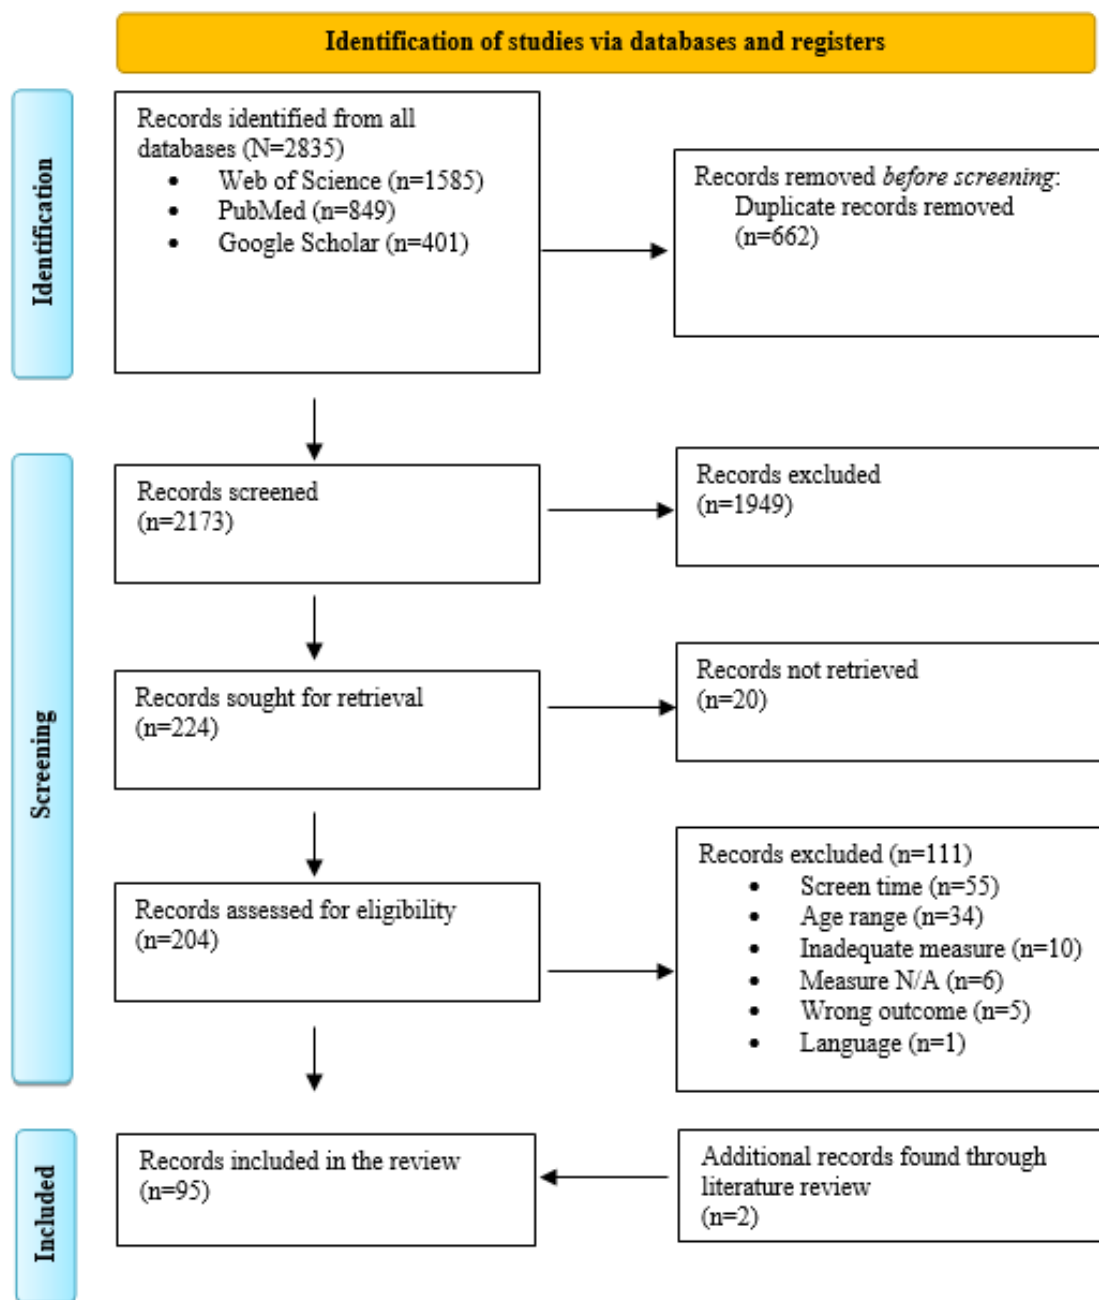 Identification of studies via databases and registers
Identification
Records identified from all
databases (N=2835)
• Web of Science (n=1585)
• PubMed (n=849)
• Google Scholar (n=401)
Records removed before screening:
Duplicate records removed
(n=662)
Screening
Records screened
(n=2173)
Records excluded
(n=1949)
Records sought for retrieval
(n=224)
Records not retrieved
(n=20)
Records assessed for eligibility
(n=204)
Records excluded (n=111)
• Screen time (n=55)
• Age range (n=34)
• Inadequate measure (n=10)
• Measure N/A (n=6)
• Wrong outcome (n=5)
• Language (n=1)
Included
Records included in the review
(n=95)
Additional records found through
literature review
(n=2)